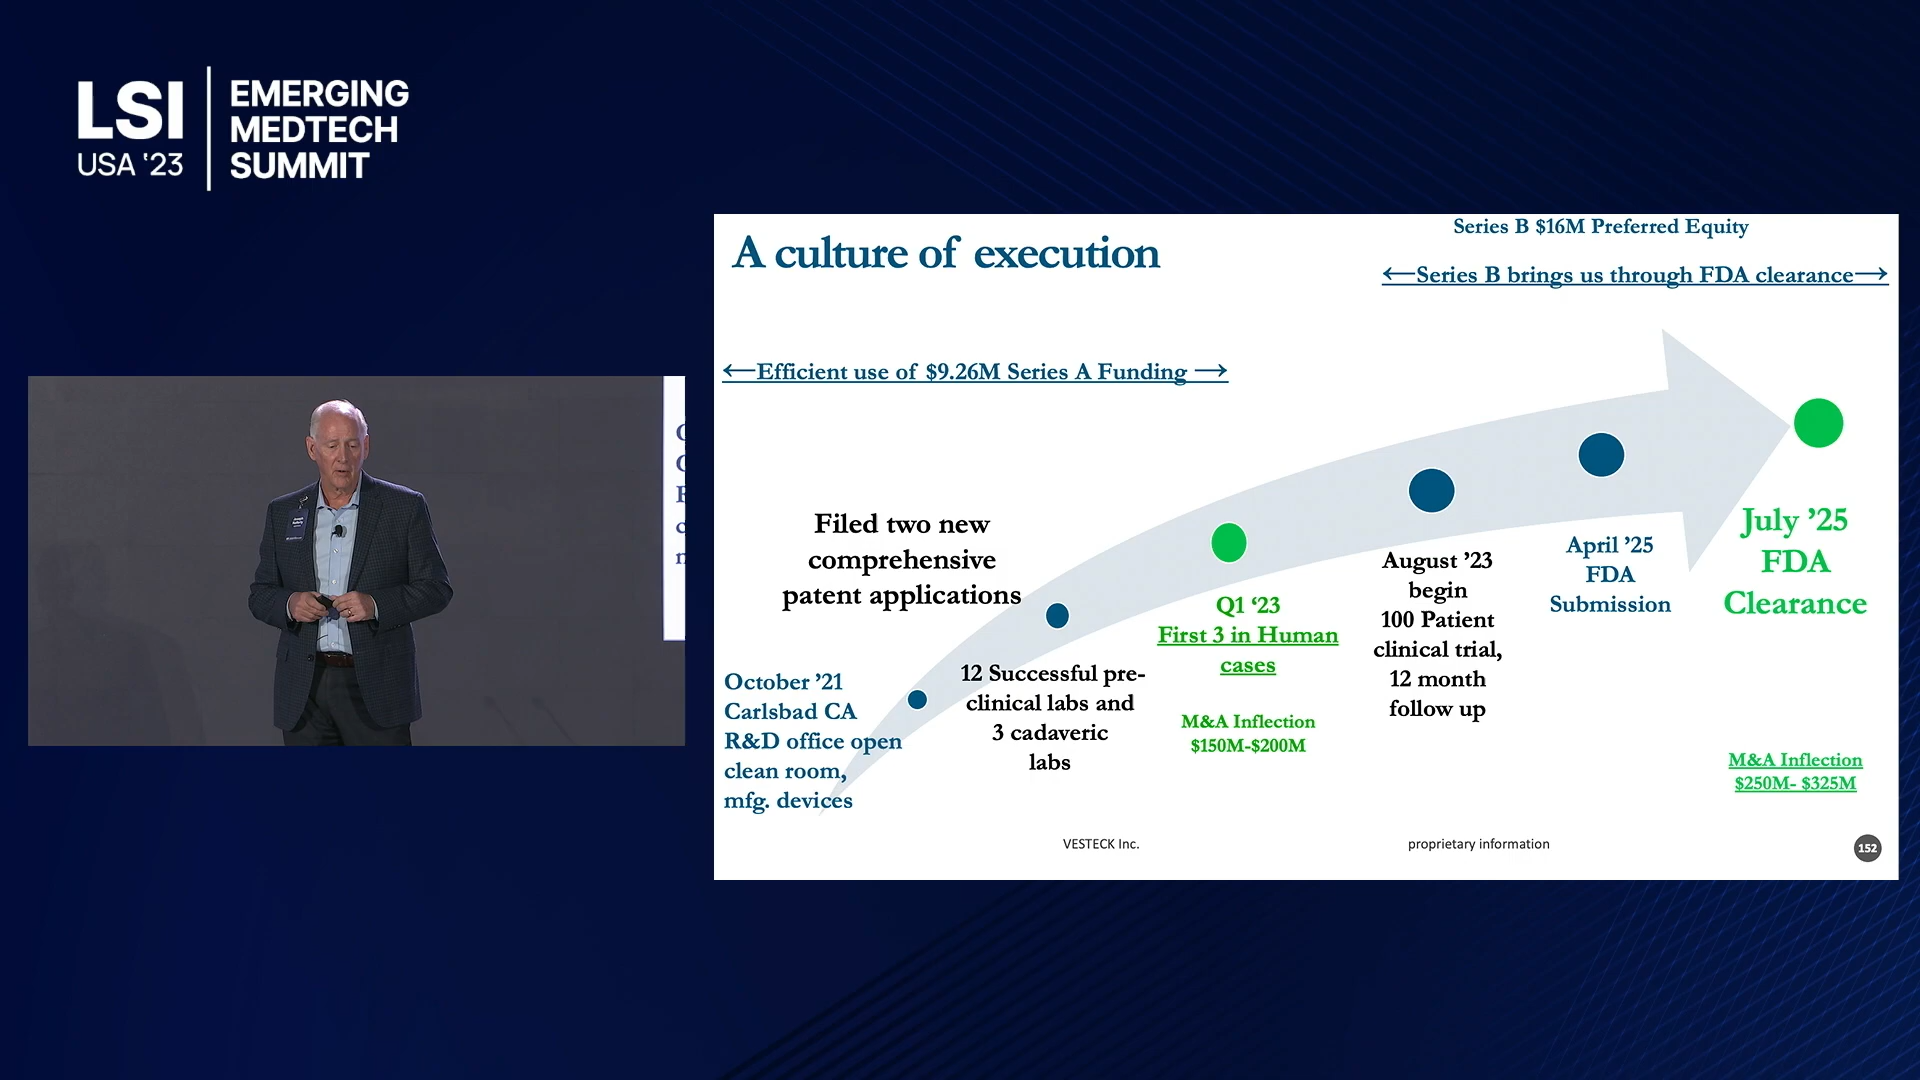 LSI
USA '23
EMERGING
MEDTECH
SUMMIT
A culture of execution
Series B $16M Preferred Equity
←Series B brings us through FDA clearance→
←Efficient use of $9.26M Series A Funding →
Filed two new
comprehensive
patent applications
October ’21
Carlsbad CA
R&D office open
clean room,
mfg. devices
12 Successful pre-
clinical labs and
3 cadaveric
labs
Q1 ‘23
First 3 in Human
cases
M&A Inflection
$150M-$200M
August ’23
begin
100 Patient
clinical trial,
12 month
follow up
April ’25
FDA
Submission
July ’25
FDA
Clearance
M&A Inflection
$250M- $325M
VESTECK Inc.
proprietary information
152